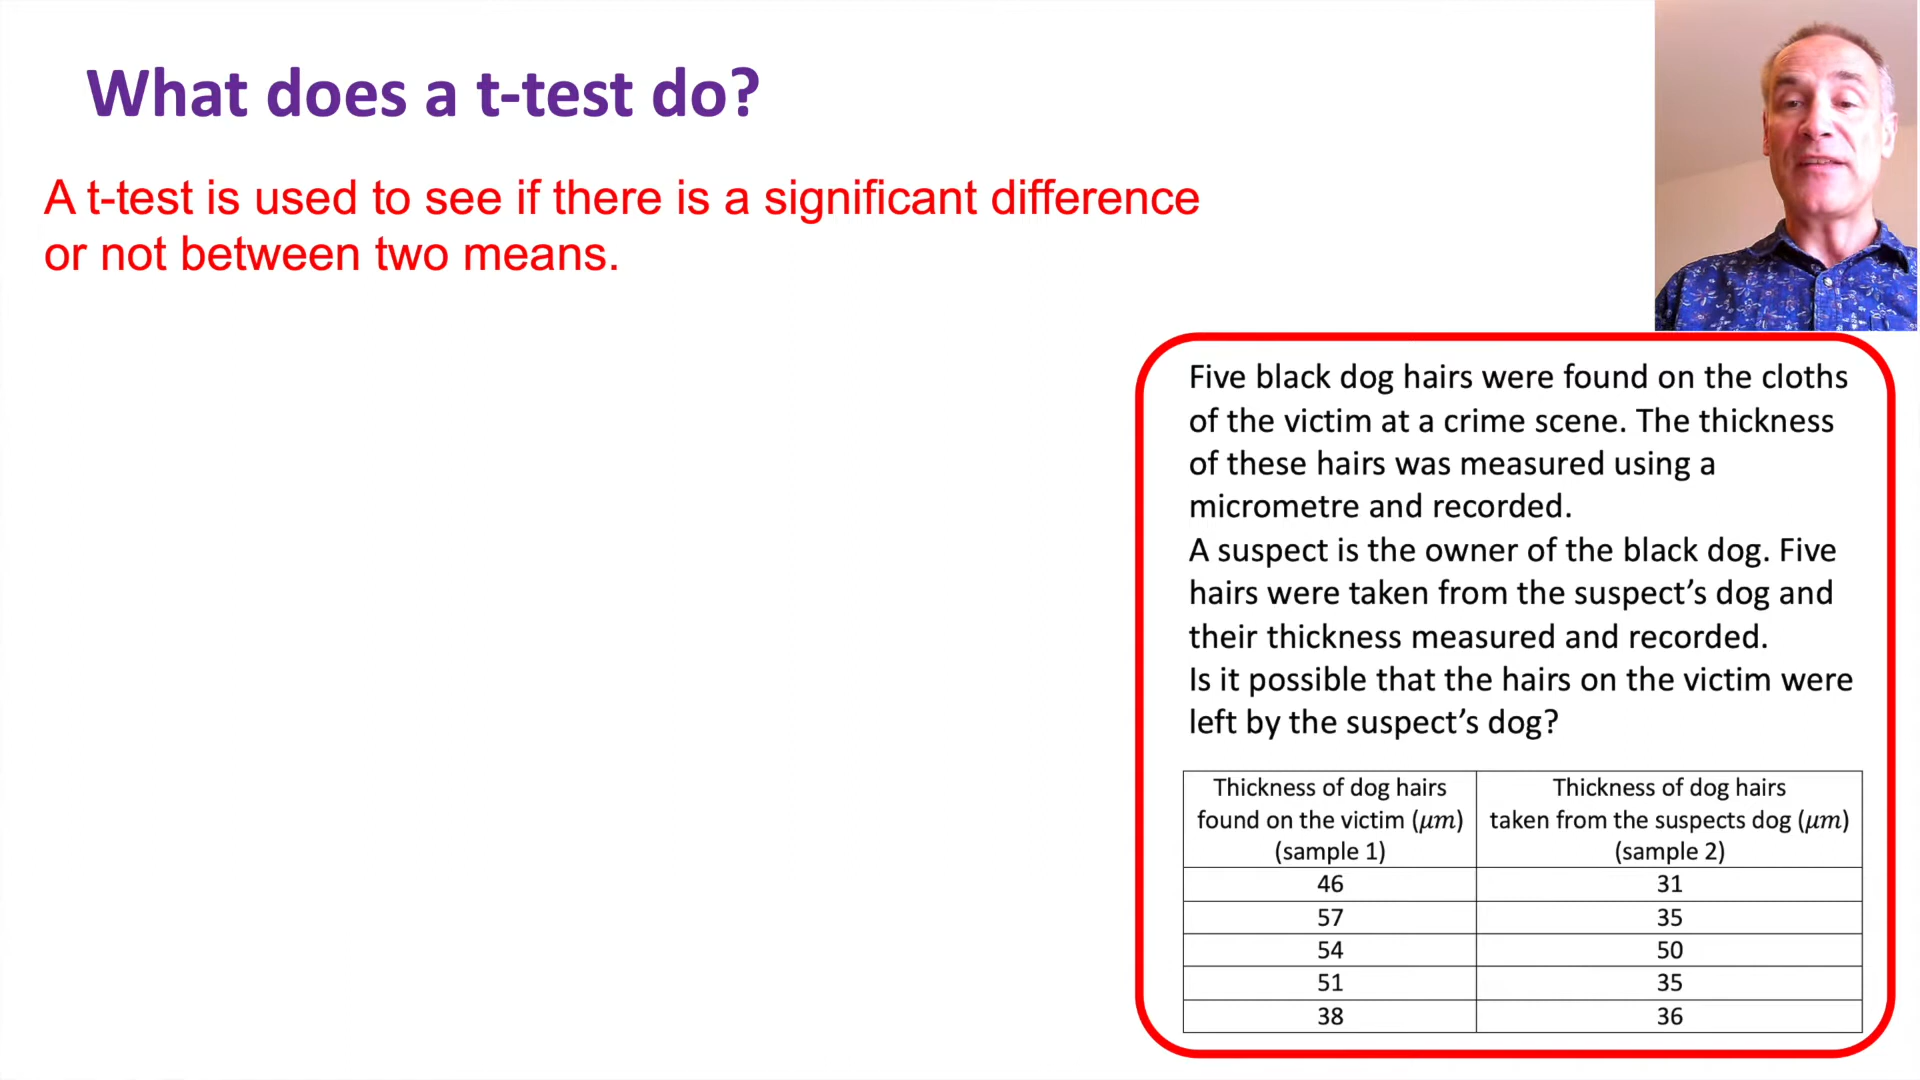 What does a t-test do?
A t-test is used to see if there is a significant difference
or not between two means.
Five black dog hairs were found on the cloths
of the victim at a crime scene. The thickness
of these hairs was measured using a
micrometre and recorded.
A suspect is the owner of the black dog. Five
hairs were taken from the suspect’s dog and
their thickness measured and recorded.
Is it possible that the hairs on the victim were
left by the suspect’s dog?
Thickness of dog hairs
found on the victim (μm)
(sample 1)
Thickness of dog hairs
taken from the suspects dog (μm)
(sample 2)
46 31
57 35
54 50
51 35
38 36